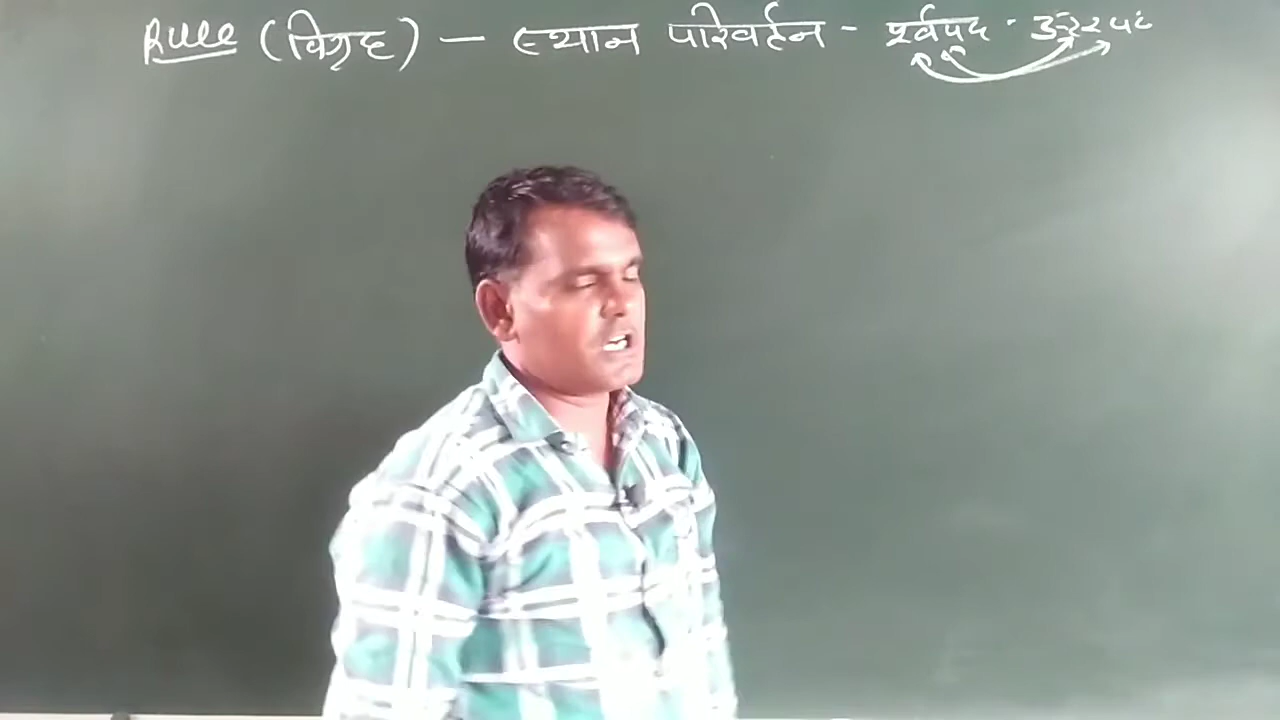 Rule (विग्रह) – स्थान परिवर्तन - पूर्वपद - उत्तरपद